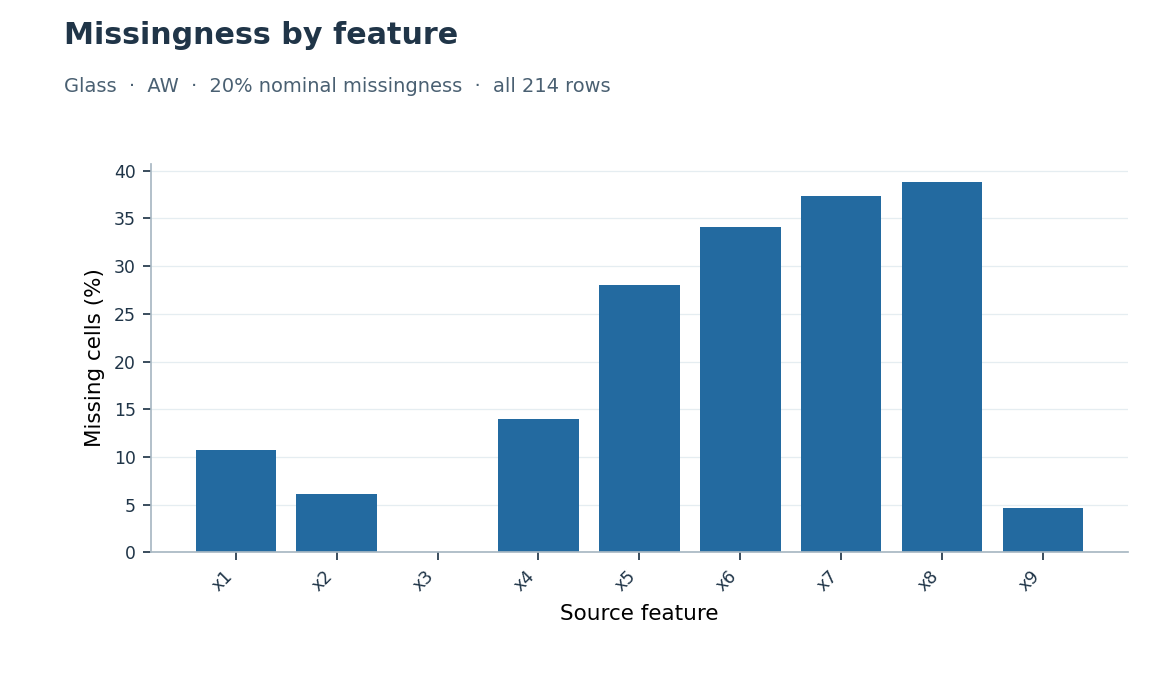 Missingness by feature
Glass · AW · 20% nominal missingness · all 214 rows
40
35
30
25
20
15
10
5
0
Missing cells (%)
x1 x2 x3 x4 x5 x6 x7 x8 x9
Source feature